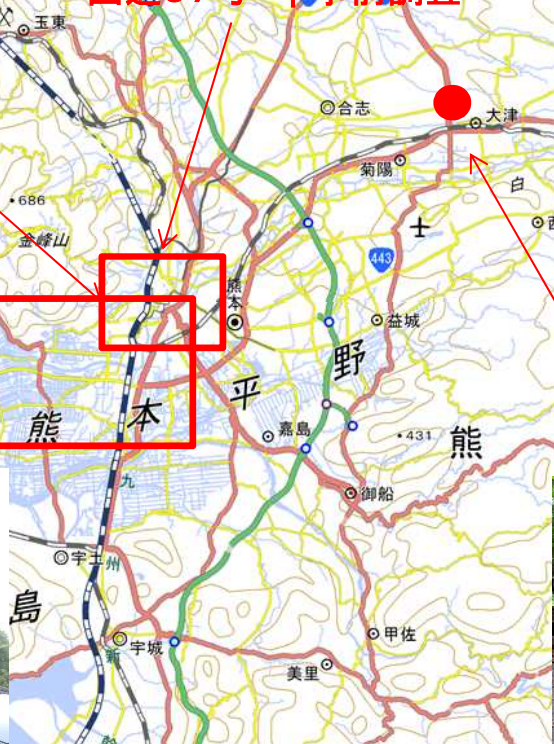 玉東
合志
大津
菊陽
白
•686
金峰山
士
443
熊本
益城
野
平
本
熊
嘉島
•431
熊
御船
九
宇土
州
島
新
宇城
甲佐
美里